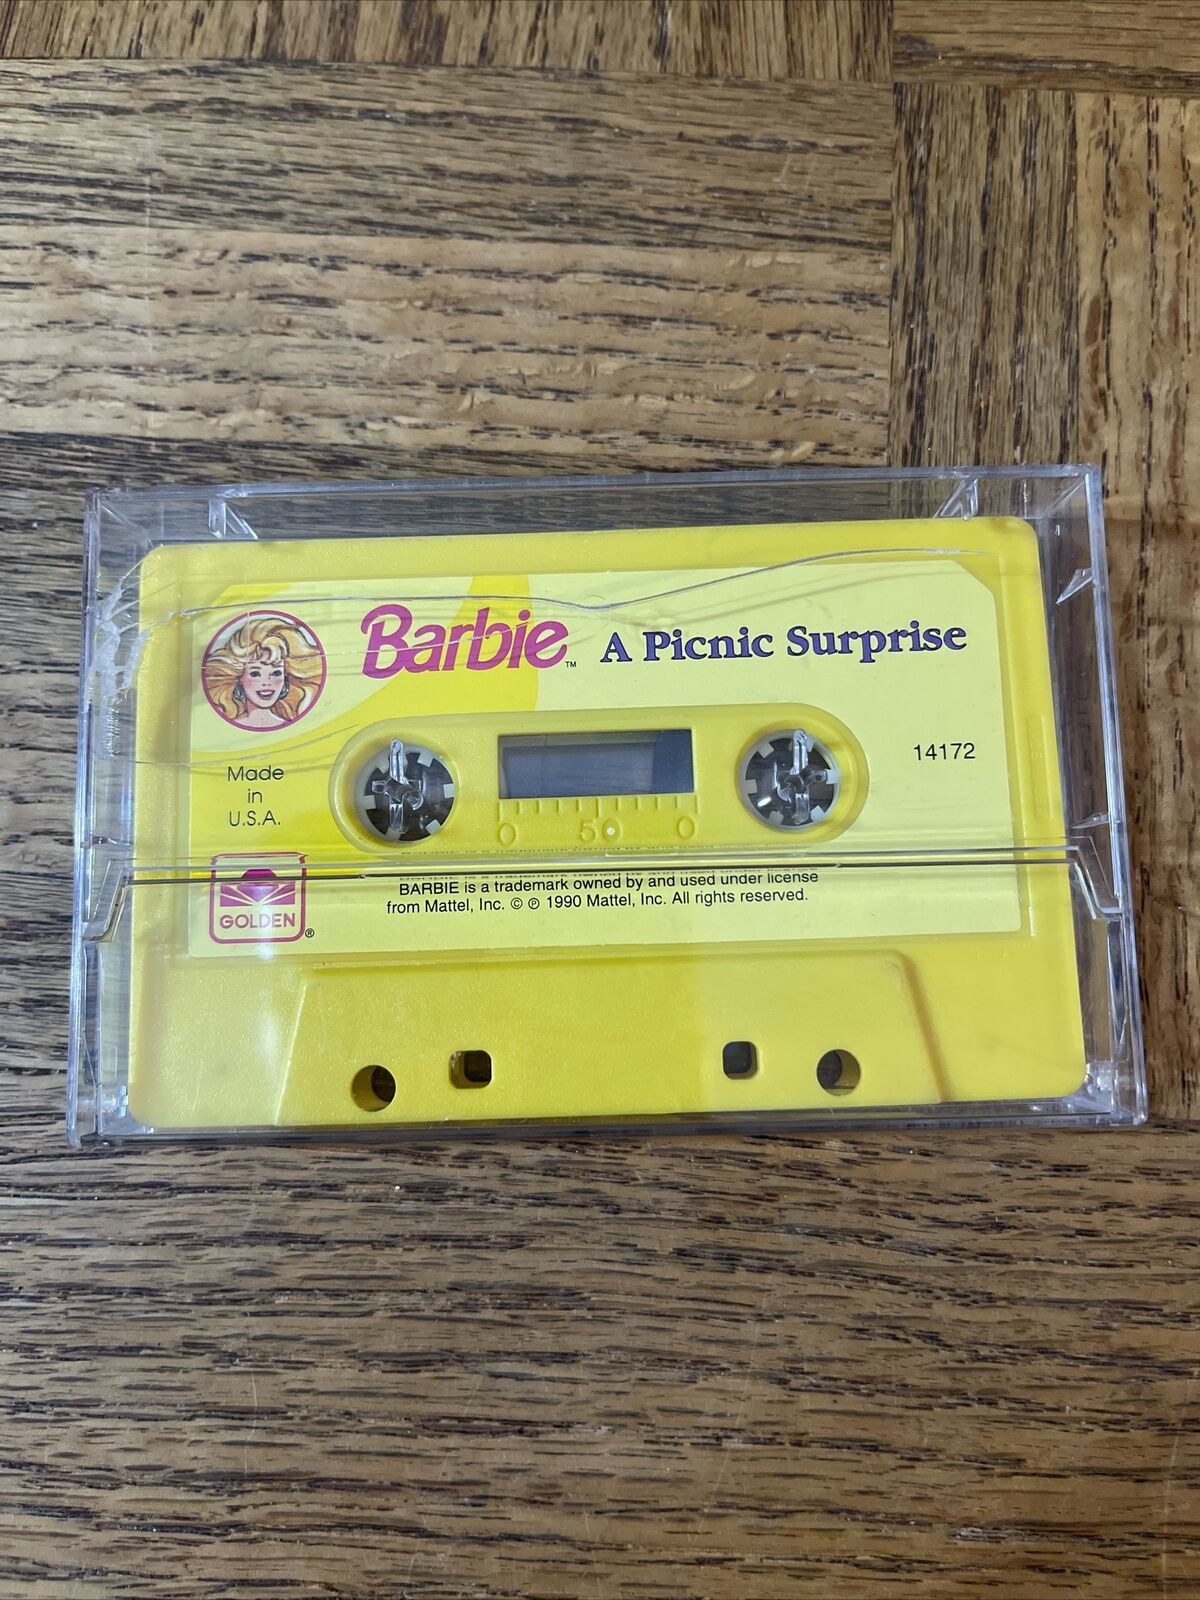 Barbie™ A Picnic Surprise
14172
Made
in
U.S.A.
0 50 0
GOLDEN ®
BARBIE is a trademark owned by and used under license
from Mattel, Inc. © ℗ 1990 Mattel, Inc. All rights reserved.